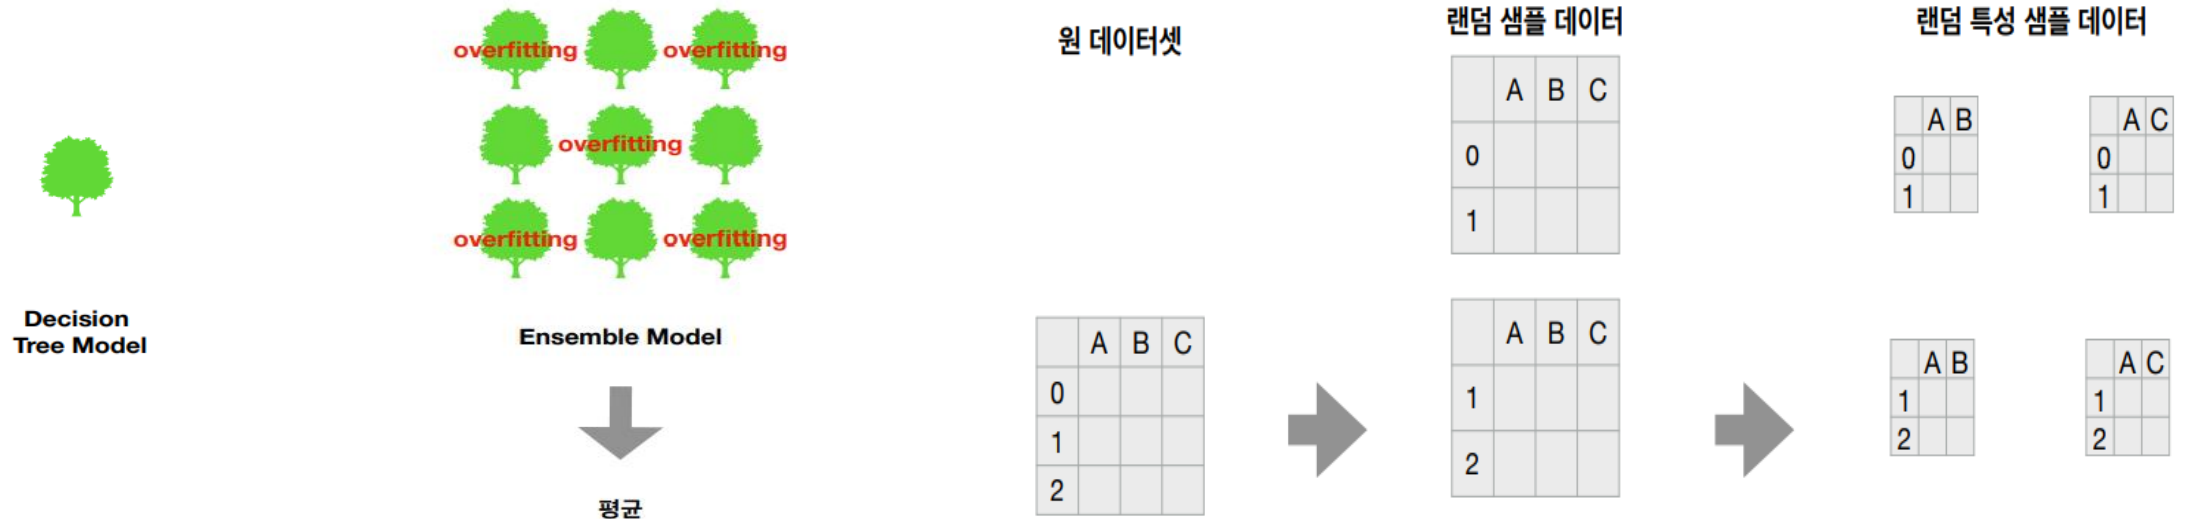 overfitting
overfitting
overfitting
overfitting
overfitting
Decision
Tree Model
Ensemble Model
평균
원 데이터셋
A B C
0
1
2
랜덤 샘플 데이터
A B C
0
1
A B C
1
2
랜덤 특성 샘플 데이터
A B
0
1
A C
0
1
A B
1
2
A C
1
2